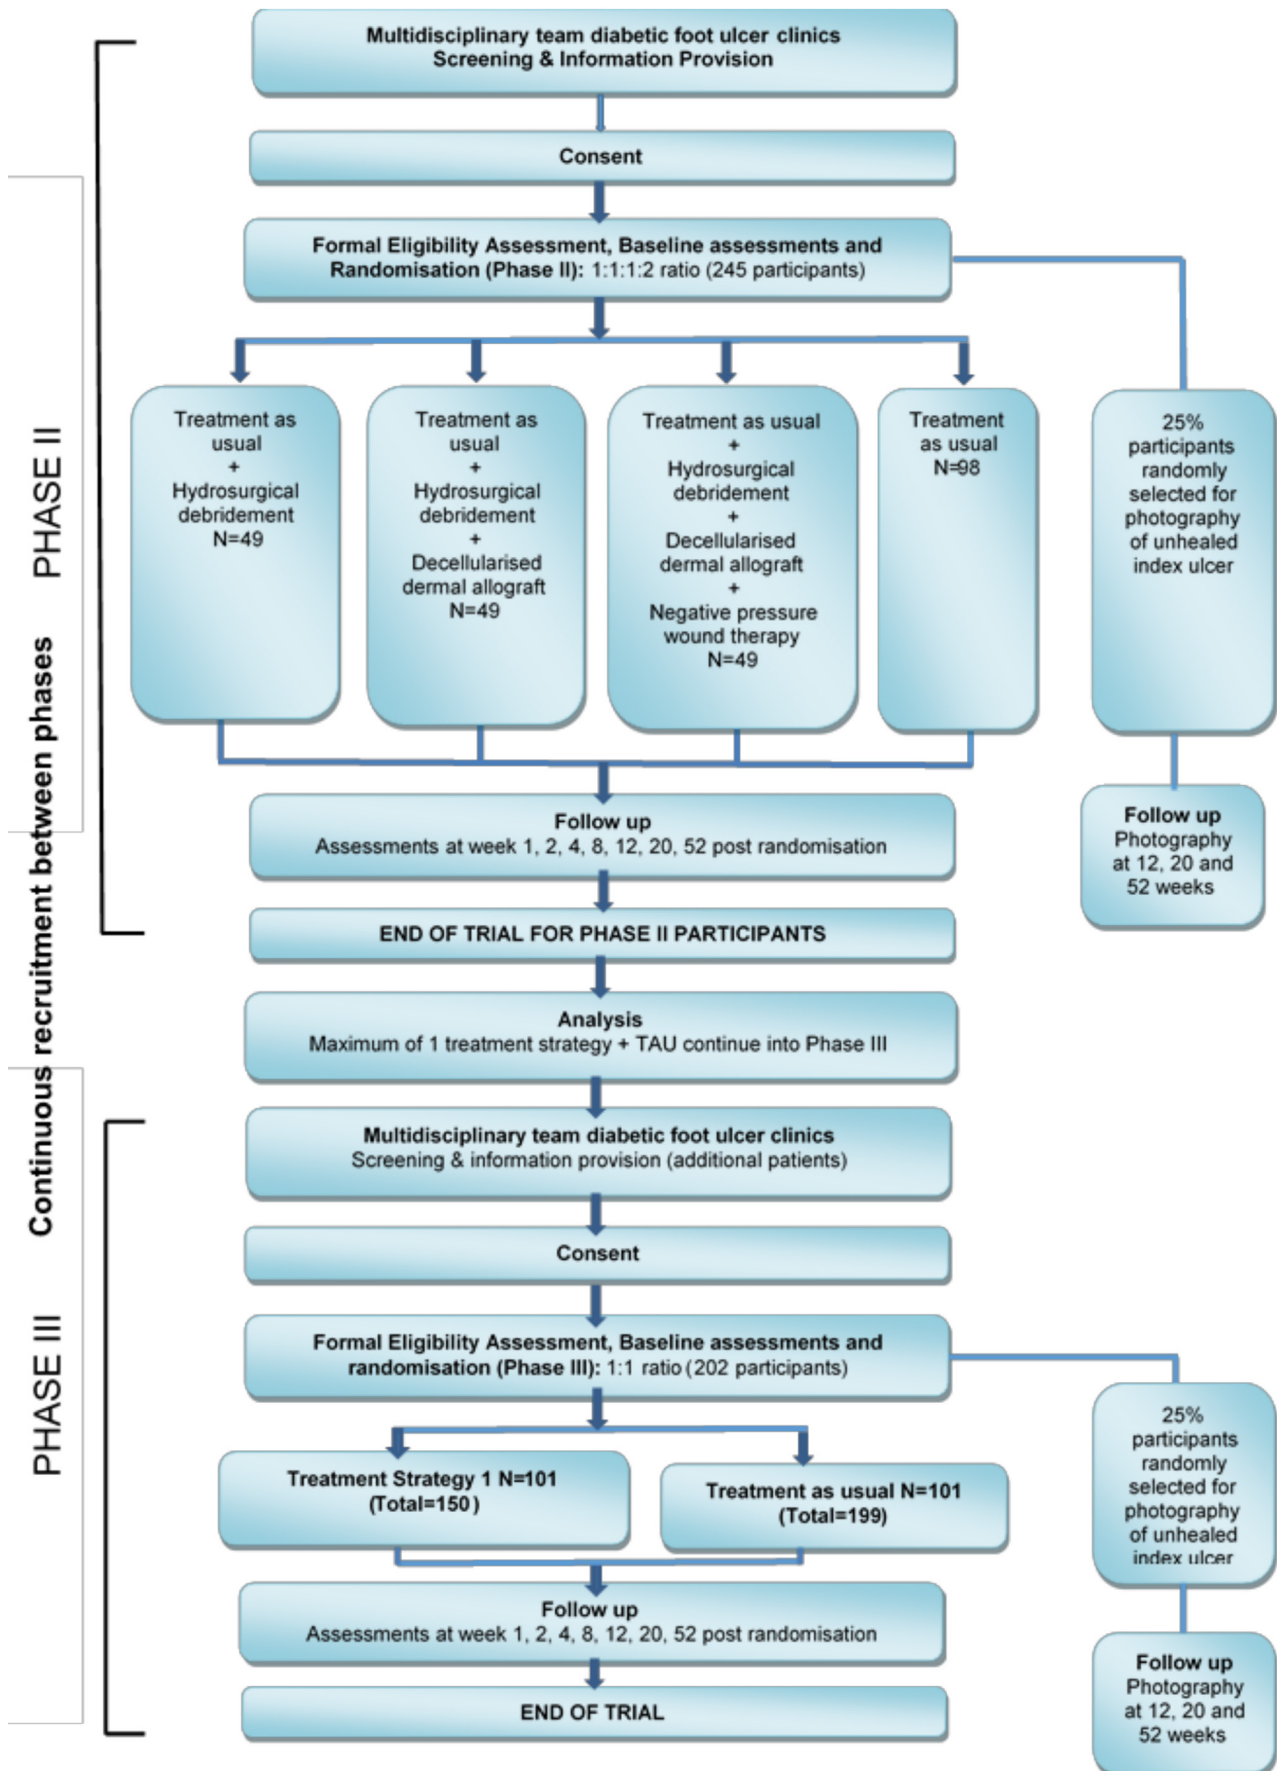 Multidisciplinary team diabetic foot ulcer clinics
Screening & Information Provision
Consent
Formal Eligibility Assessment, Baseline assessments and
Randomisation (Phase II): 1:1:1:2 ratio (245 participants)
PHASE II
Treatment as
usual
+
Hydrosurgical
debridement
N=49
Treatment as
usual
+
Hydrosurgical
debridement
+
Decellularised
dermal allograft
N=49
Treatment as usual
+
Hydrosurgical
debridement
+
Decellularised
dermal allograft
+
Negative pressure
wound therapy
N=49
Treatment
as usual
N=98
25%
participants
randomly
selected for
photography
of unhealed
index ulcer
Follow up
Photography
at 12, 20 and
52 weeks
Follow up
Assessments at week 1, 2, 4, 8, 12, 20, 52 post randomisation
END OF TRIAL FOR PHASE II PARTICIPANTS
Continuous recruitment between phases
Analysis
Maximum of 1 treatment strategy + TAU continue into Phase III
PHASE III
Multidisciplinary team diabetic foot ulcer clinics
Screening & information provision (additional patients)
Consent
Formal Eligibility Assessment, Baseline assessments and
randomisation (Phase III): 1:1 ratio (202 participants)
Treatment Strategy 1 N=101
(Total=150)
Treatment as usual N=101
(Total=199)
25%
participants
randomly
selected for
photography
of unhealed
index ulcer
Follow up
Assessments at week 1, 2, 4, 8, 12, 20, 52 post randomisation
Follow up
Photography
at 12, 20 and
52 weeks
END OF TRIAL